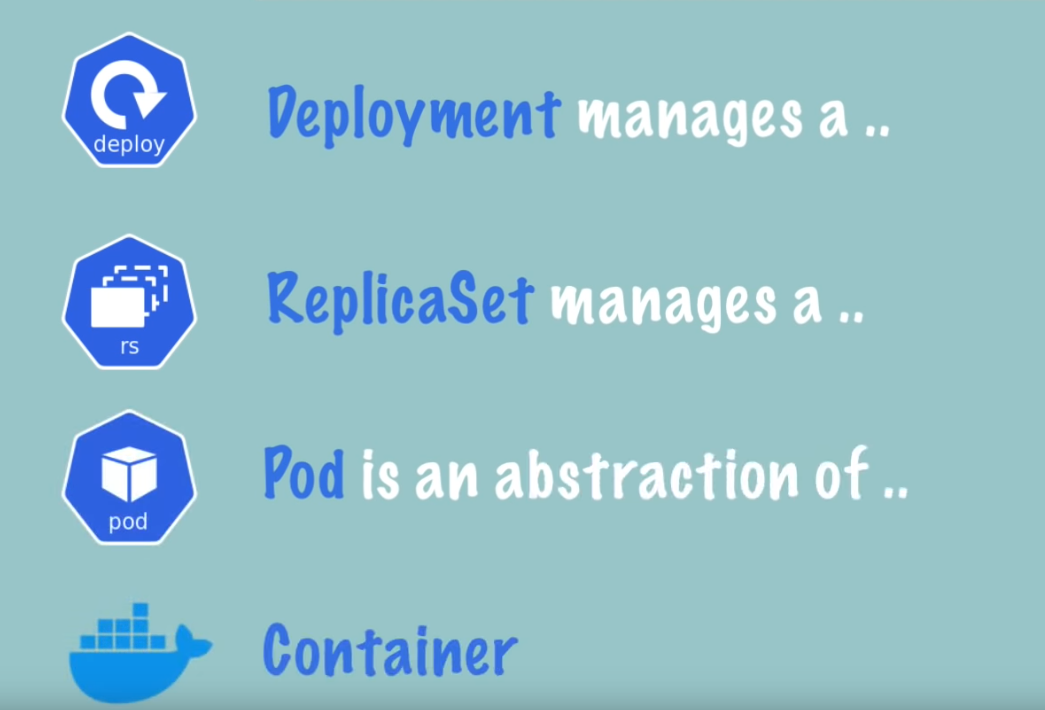 deploy
Deployment manages a ..
rs
ReplicaSet manages a ..
pod
Pod is an abstraction of ..
Container